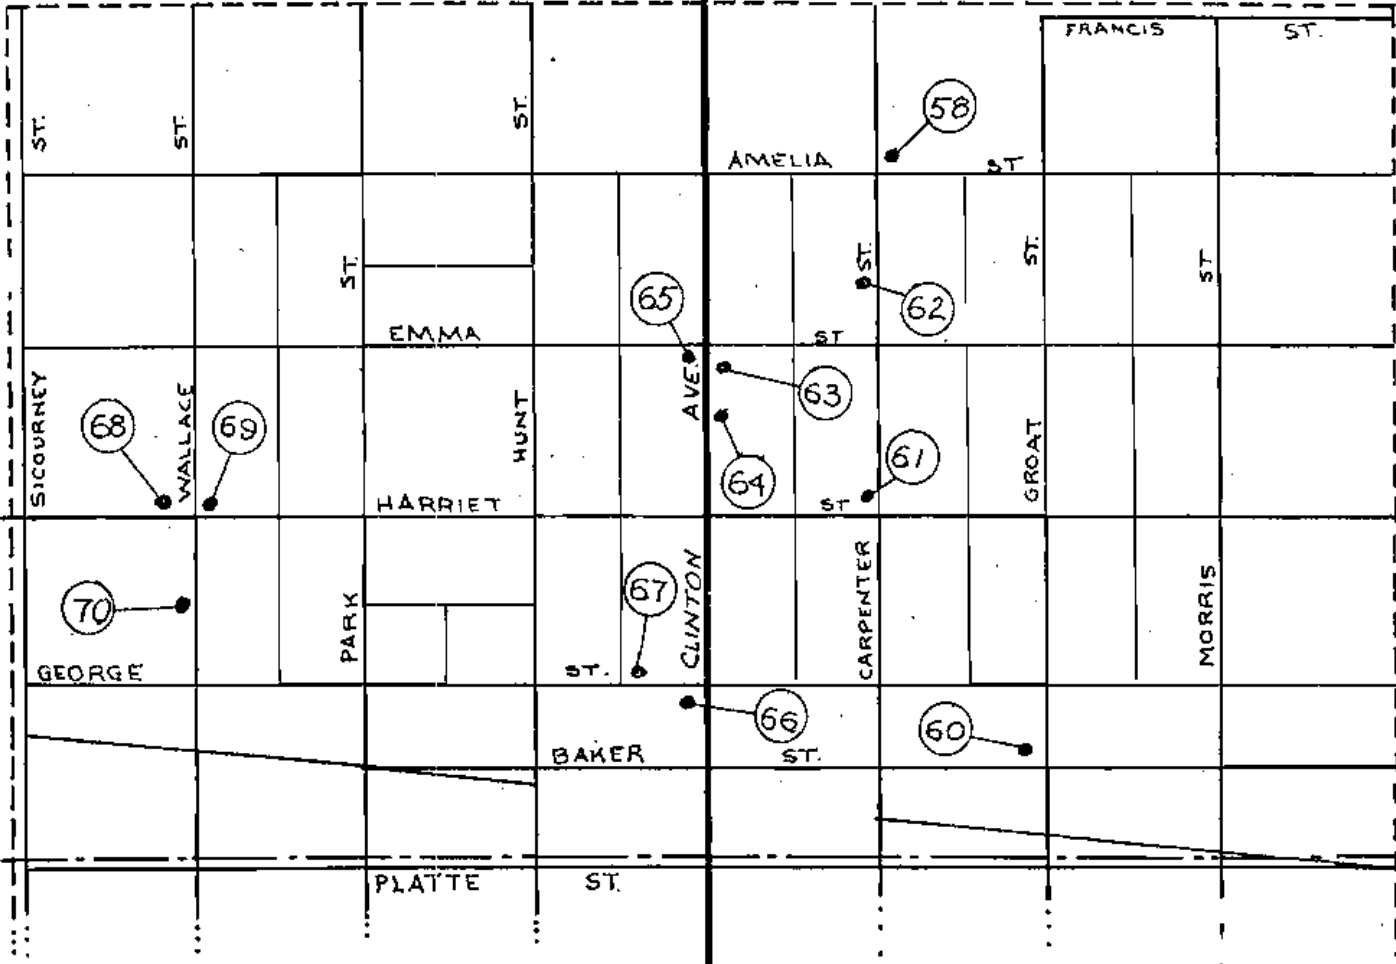 FRANCIS ST.
ST.
ST.
ST.
58
AMELIA ST
ST.
ST.
ST.
ST
65
62
EMMA ST
SICOURNEY
WALLACE
HUNT
AVE.
63
68
69
64
61
GROAT
HARRIET ST
70
PARK
67
CLINTON
CARPENTER
MORRIS
GEORGE ST.
66
60
BAKER ST.
PLATTE ST.